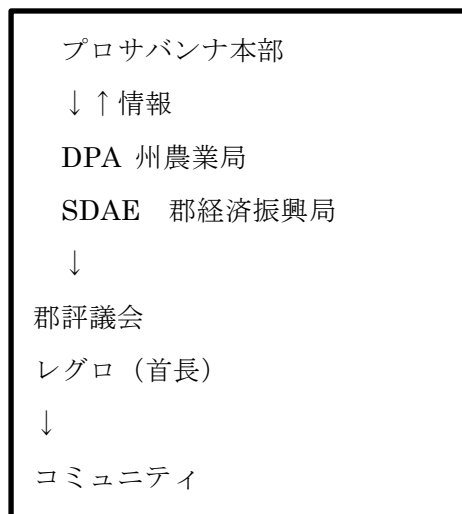 プロサバンナ本部
↓↑情報
DPA 州農業局
SDAE　郡経済振興局
↓
郡評議会
レグロ（首長）
↓
コミュニティ